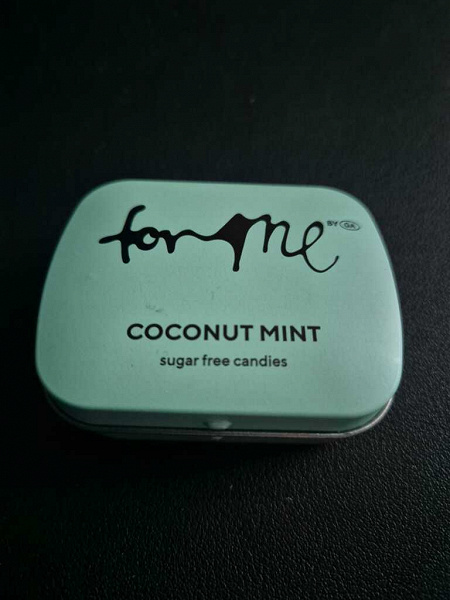 for me BY GA
COCONUT MINT
sugar free candies